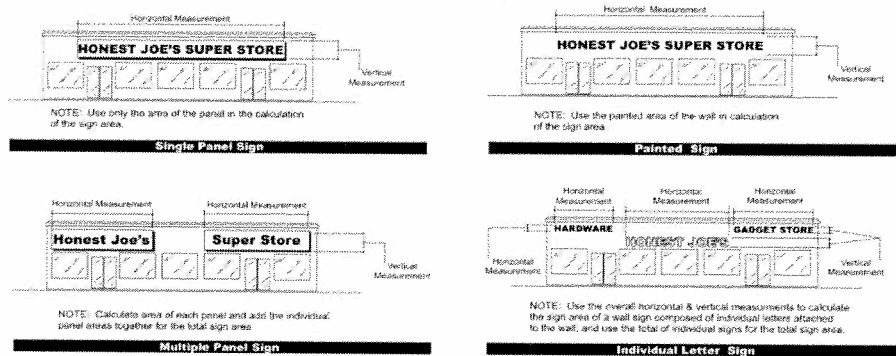 Horizontal Measurement
HONEST JOE'S SUPER STORE
Vertical
Measurement
NOTE: Use only the area of the panel in the calculation
of the sign area.
Single Panel Sign
Horizontal Measurement
HONEST JOE'S SUPER STORE
Vertical
Measurement
NOTE: Use the painted area of the wall in calculation
of the sign area
Painted Sign
Horizontal Measurement
Horizontal Measurement
Honest Joe's
Super Store
Vertical
Measurement
NOTE: Calculate area of each panel and add the individual
panel areas together for the total sign area
Multiple Panel Sign
Horizontal
Measurement
Horizontal
Measurement
Horizontal
Measurement
HARDWARE
HONEST JOE'S
GADGET STORE
Horizontal
Measurement
Vertical
Measurement
NOTE: Use the overall horizontal & vertical measurments to calculate
the sign area of a wall sign composed of individual letters attached
to the wall, and use the total of individual signs for the total sign area.
Individual Letter Sign